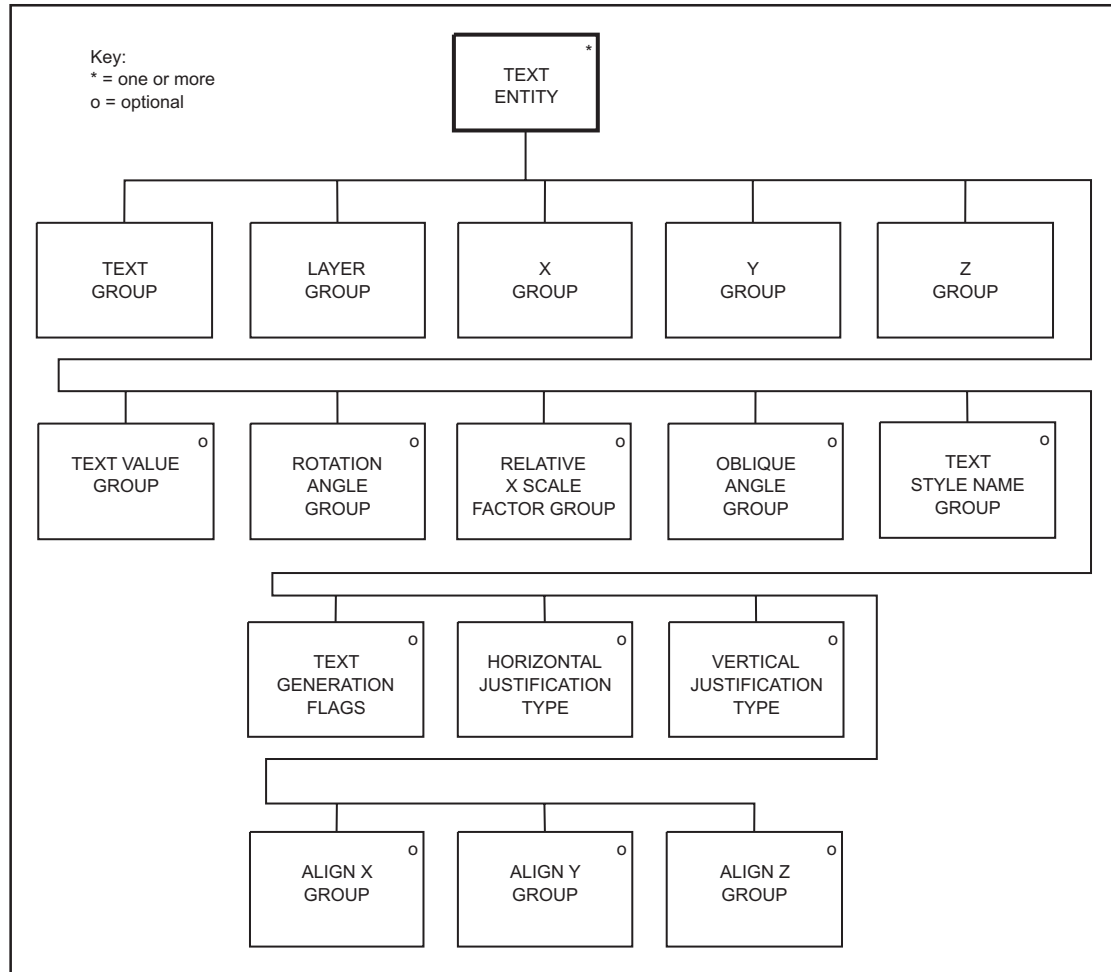 Key:
* = one or more
o = optional
*
TEXT
ENTITY
TEXT
GROUP
LAYER
GROUP
X
GROUP
Y
GROUP
Z
GROUP
o
TEXT VALUE
GROUP
o
ROTATION
ANGLE
GROUP
o
RELATIVE
X SCALE
FACTOR GROUP
o
OBLIQUE
ANGLE
GROUP
o
TEXT
STYLE NAME
GROUP
o
TEXT
GENERATION
FLAGS
o
HORIZONTAL
JUSTIFICATION
TYPE
o
VERTICAL
JUSTIFICATION
TYPE
o
ALIGN X
GROUP
o
ALIGN Y
GROUP
o
ALIGN Z
GROUP